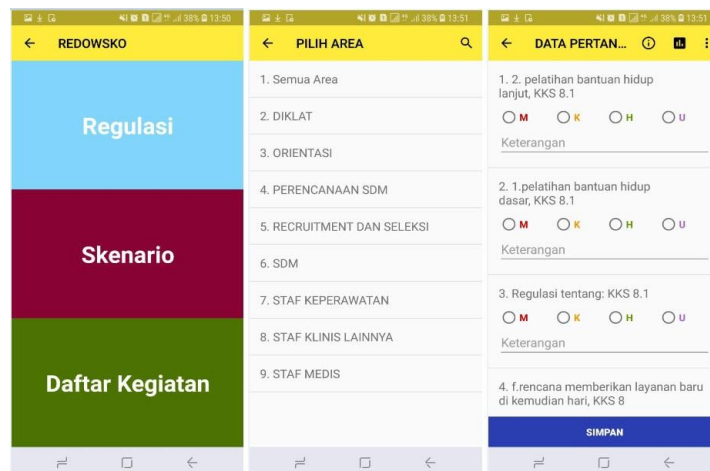 38% 13:50
REDOWSKO
Regulasi
Skenario
Daftar Kegiatan
38% 13:51
PILIH AREA
1. Semua Area
2. DIKLAT
3. ORIENTASI
4. PERENCANAAN SDM
5. RECRUITMENT DAN SELEKSI
6. SDM
7. STAF KEPERAWATAN
8. STAF KLINIS LAINNYA
9. STAF MEDIS
38% 13:51
DATA PERTAN...
1. 2. pelatihan bantuan hidup
lanjut, KKS 8.1
M K H U
Keterangan
2. 1.pelatihan bantuan hidup
dasar, KKS 8.1
M K H U
Keterangan
3. Regulasi tentang: KKS 8.1
M K H U
Keterangan
4. f.rencana memberikan layanan baru
di kemudian hari, KKS 8
SIMPAN